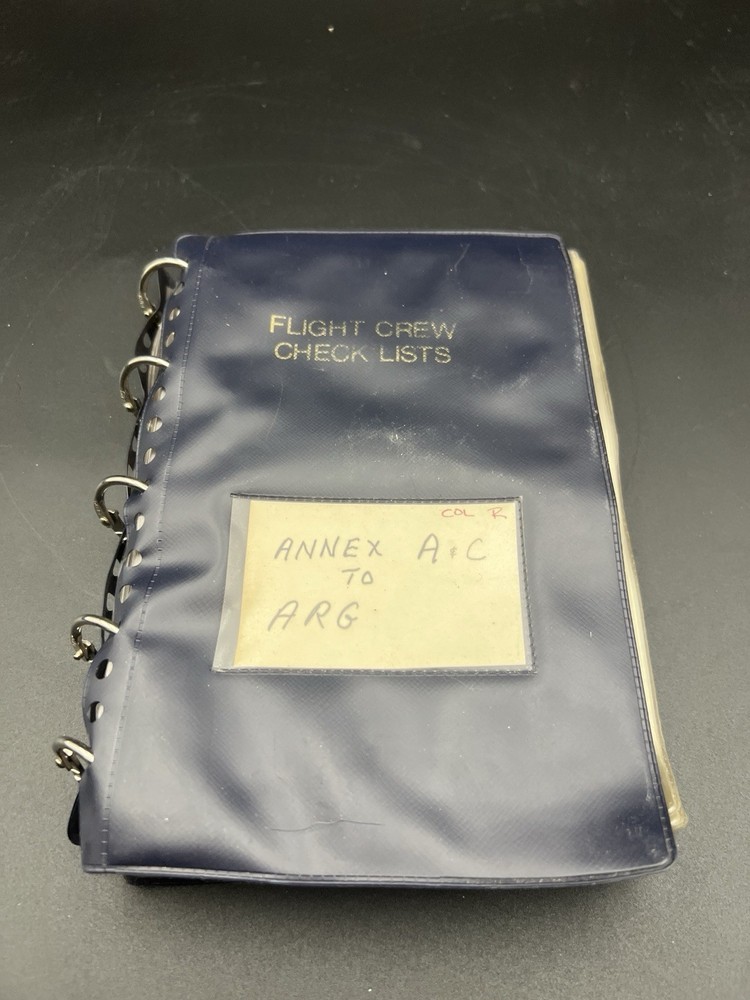 FLIGHT CREW
CHECK LISTS
COL R
ANNEX A & C
TO
ARG